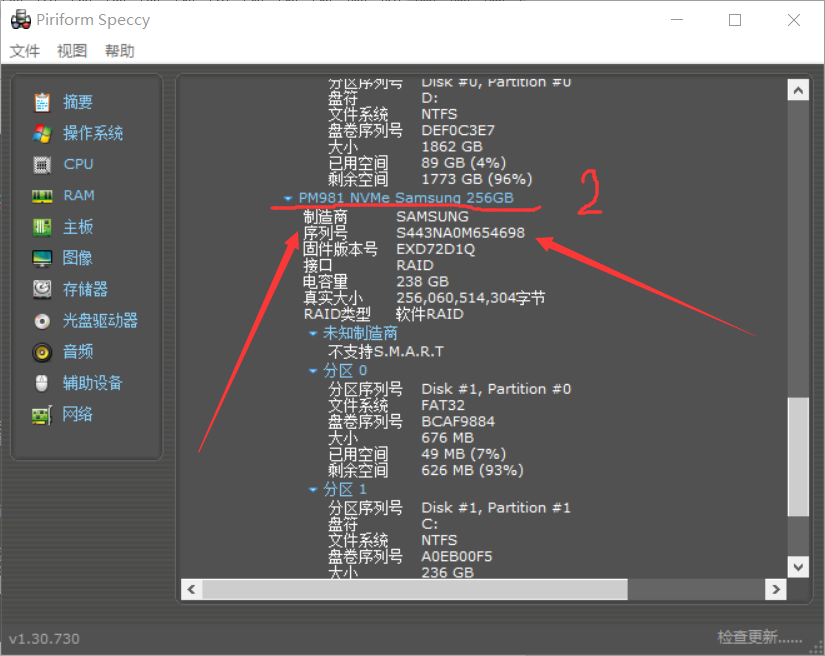 Piriform Speccy
文件 视图 帮助
摘要
操作系统
CPU
RAM
主板
图像
存储器
光盘驱动器
音频
辅助设备
网络
分区序列号 Disk #0, Partition #0
盘符 D:
文件系统 NTFS
盘卷序列号 DEF0C3E7
大小 1862 GB
已用空间 89 GB (4%)
剩余空间 1773 GB (96%)
PM981 NVMe Samsung 256GB
2
制造商 SAMSUNG
序列号 S443NA0M654698
固件版本号 EXD72D1Q
接口 RAID
电容量 238 GB
真实大小 256,060,514,304字节
RAID类型 软件RAID
未知制造商
不支持S.M.A.R.T
分区 0
分区序列号 Disk #1, Partition #0
文件系统 FAT32
盘卷序列号 BCAF9884
大小 676 MB
已用空间 49 MB (7%)
剩余空间 626 MB (93%)
分区 1
分区序列号 Disk #1, Partition #1
盘符 C:
文件系统 NTFS
盘卷序列号 A0EB00F5
大小 236 GB
v1.30.730
检查更新......